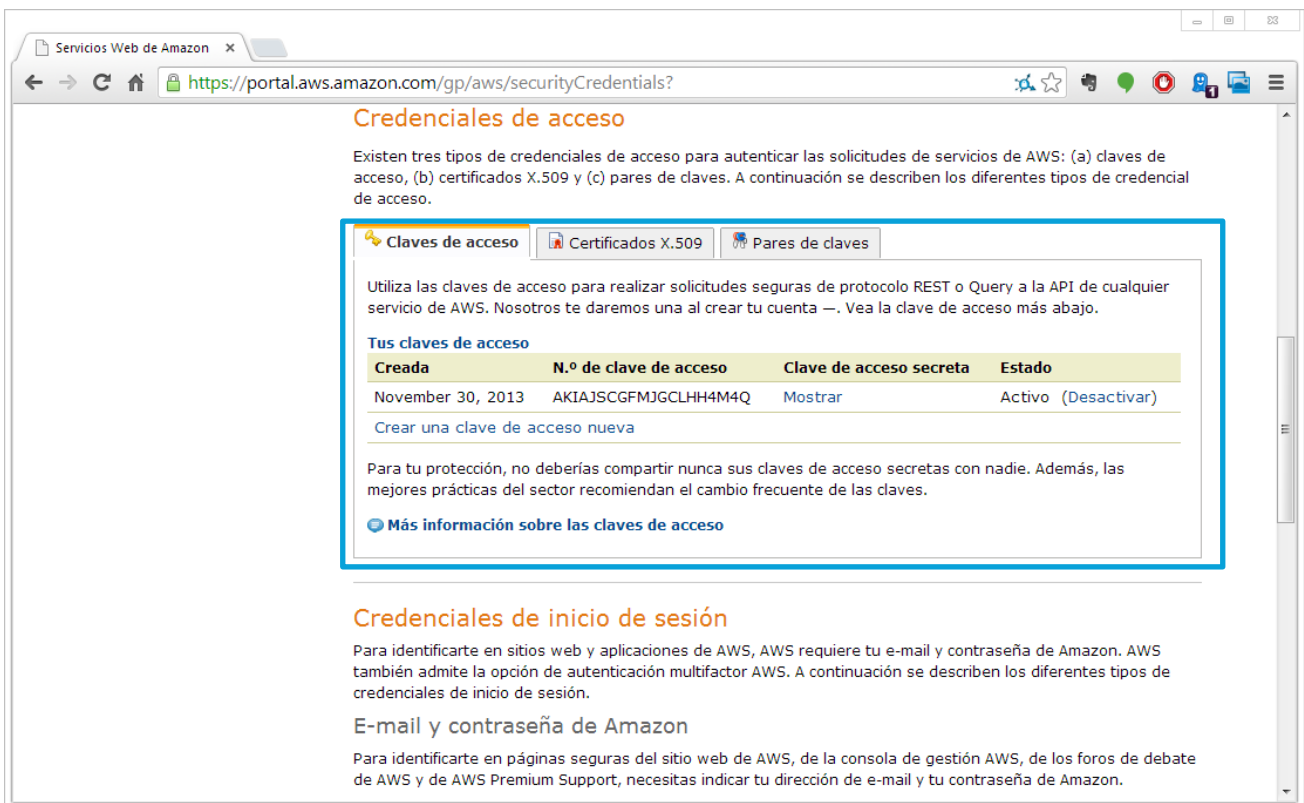 Servicios Web de Amazon
https://portal.aws.amazon.com/gp/aws/securityCredentials?
1
Credenciales de acceso
Existen tres tipos de credenciales de acceso para autenticar las solicitudes de servicios de AWS: (a) claves de
acceso, (b) certificados X.509 y (c) pares de claves. A continuación se describen los diferentes tipos de credencial
de acceso.
Claves de acceso Certificados X.509 Pares de claves
Utiliza las claves de acceso para realizar solicitudes seguras de protocolo REST o Query a la API de cualquier
servicio de AWS. Nosotros te daremos una al crear tu cuenta —. Vea la clave de acceso más abajo.
Tus claves de acceso
Creada N.º de clave de acceso Clave de acceso secreta Estado
November 30, 2013 AKIAJSCGFMJGCLHH4M4Q Mostrar Activo (Desactivar)
Crear una clave de acceso nueva
Para tu protección, no deberías compartir nunca sus claves de acceso secretas con nadie. Además, las
mejores prácticas del sector recomiendan el cambio frecuente de las claves.
Más información sobre las claves de acceso
Credenciales de inicio de sesión
Para identificarte en sitios web y aplicaciones de AWS, AWS requiere tu e-mail y contraseña de Amazon. AWS
también admite la opción de autenticación multifactor AWS. A continuación se describen los diferentes tipos de
credenciales de inicio de sesión.
E-mail y contraseña de Amazon
Para identificarte en páginas seguras del sitio web de AWS, de la consola de gestión AWS, de los foros de debate
de AWS y de AWS Premium Support, necesitas indicar tu dirección de e-mail y tu contraseña de Amazon.